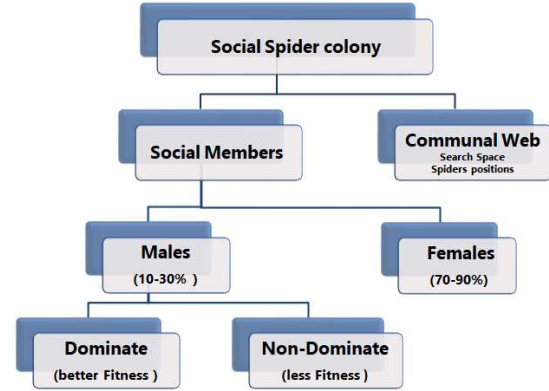 Social Spider colony
Social Members
Communal Web
Search Space
Spiders positions
Males
(10-30% )
Females
(70-90%)
Dominate
(better Fitness )
Non-Dominate
(less Fitness )